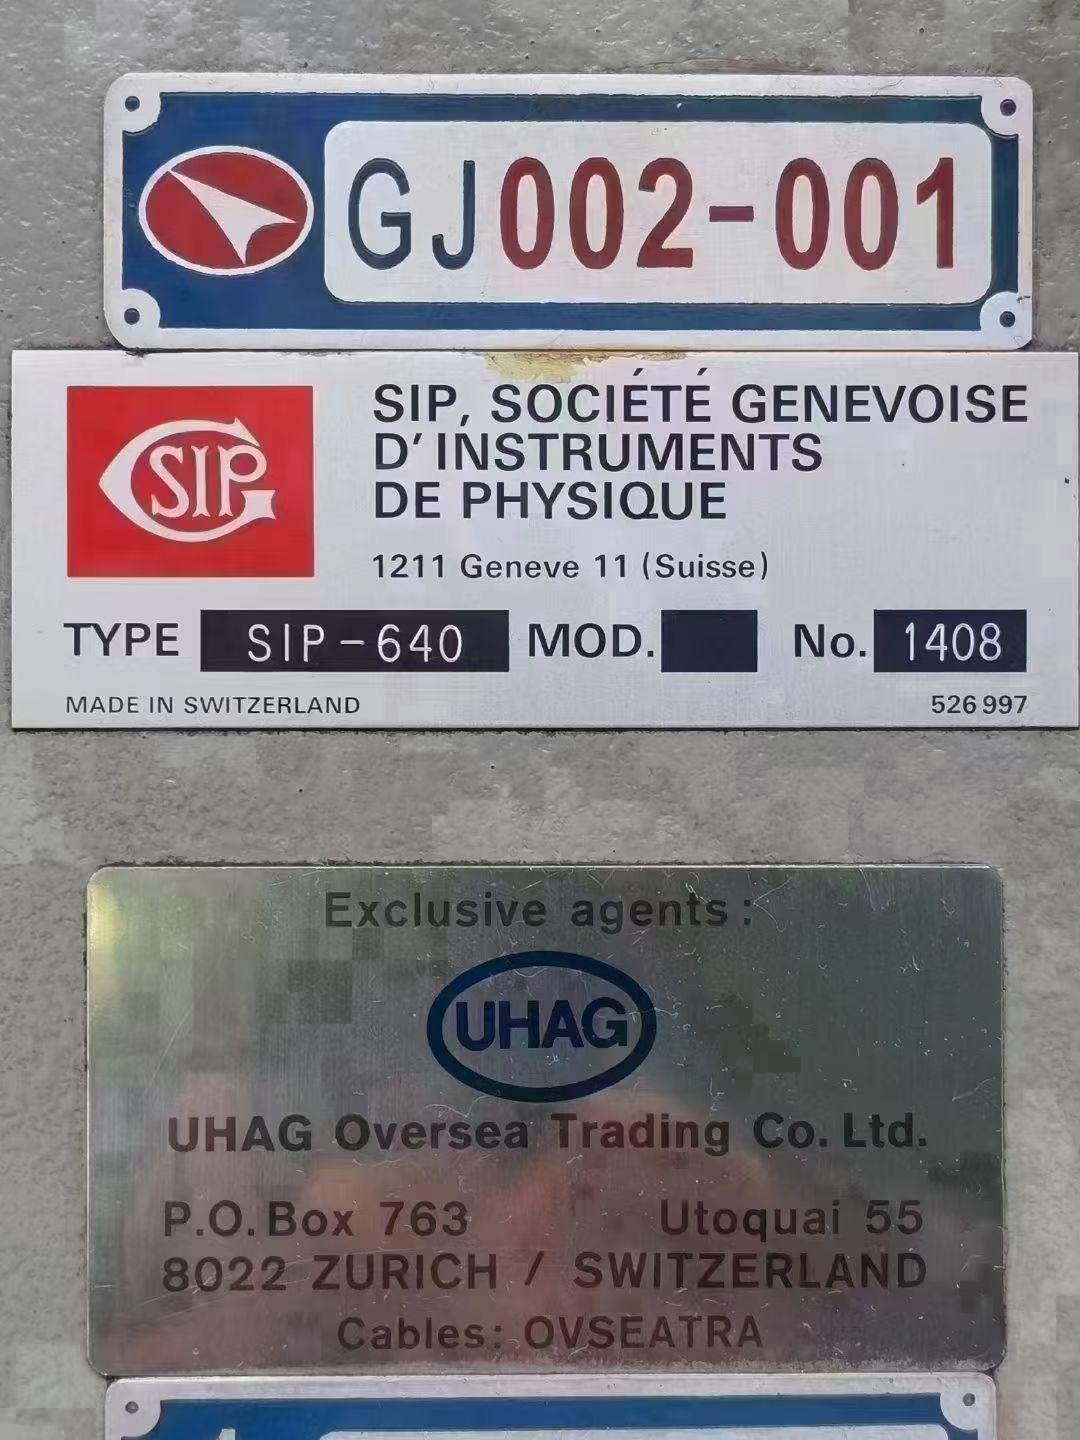 GJ002-001
SIP
SIP, SOCIÉTÉ GENEVOISE
D'INSTRUMENTS
DE PHYSIQUE
1211 Geneve 11 (Suisse)
TYPE SIP-640 MOD. No. 1408
MADE IN SWITZERLAND 526 997
Exclusive agents:
UHAG
UHAG Oversea Trading Co. Ltd.
P.O. Box 763 Utoquai 55
8022 ZURICH / SWITZERLAND
Cables: OVSEATRA